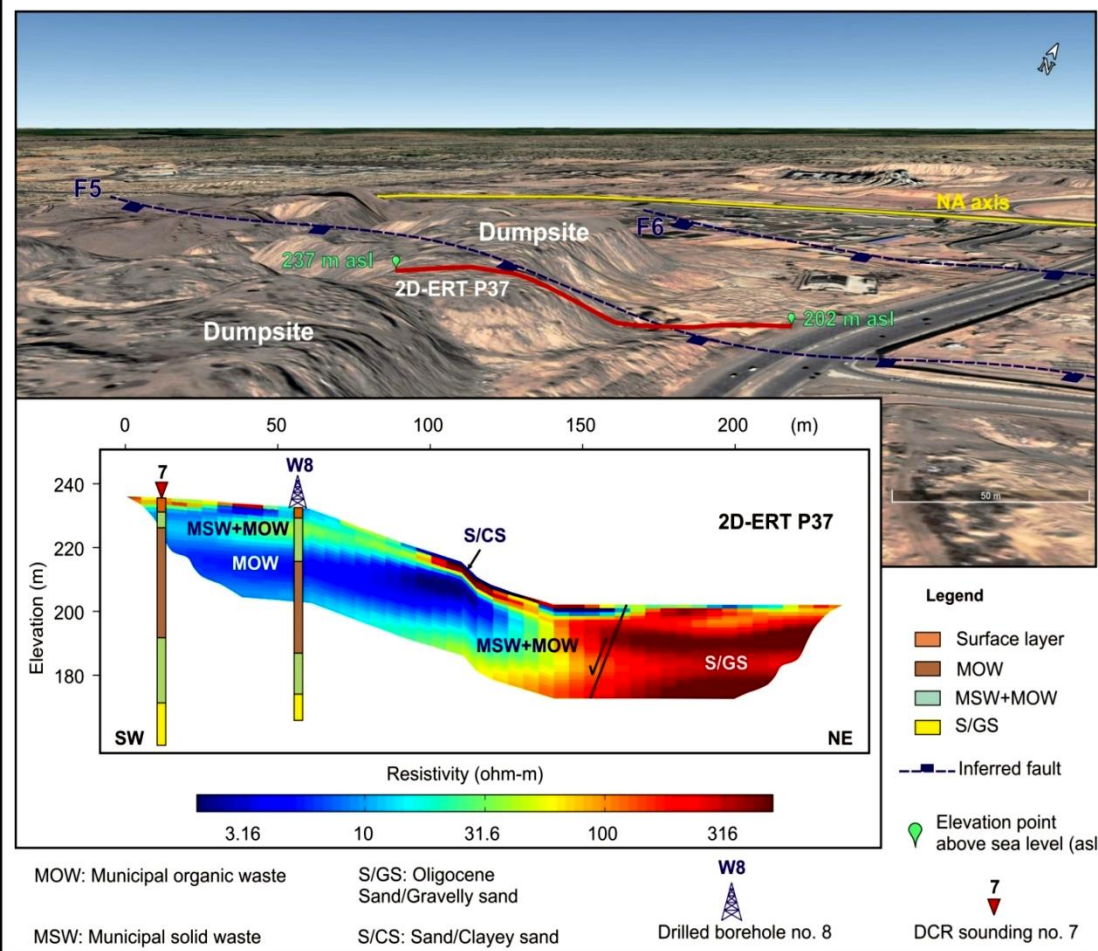 N
F5
NA axis
F6
Dumpsite
237 m asl
2D-ERT P37
202 m asl
Dumpsite
50 m
0 50 100 150 200 (m)
7
W8
240
2D-ERT P37
S/CS
MSW+MOW
220
MOW
200
MSW+MOW
S/GS
180
Elevation (m)
SW
NE
Resistivity (ohm-m)
3.16 10 31.6 100 316
Legend
Surface layer
MOW
MSW+MOW
S/GS
Inferred fault
Elevation point
above sea level (asl
MOW: Municipal organic waste
S/GS: Oligocene
Sand/Gravelly sand
W8
7
MSW: Municipal solid waste
S/CS: Sand/Clayey sand
Drilled borehole no. 8
DCR sounding no. 7